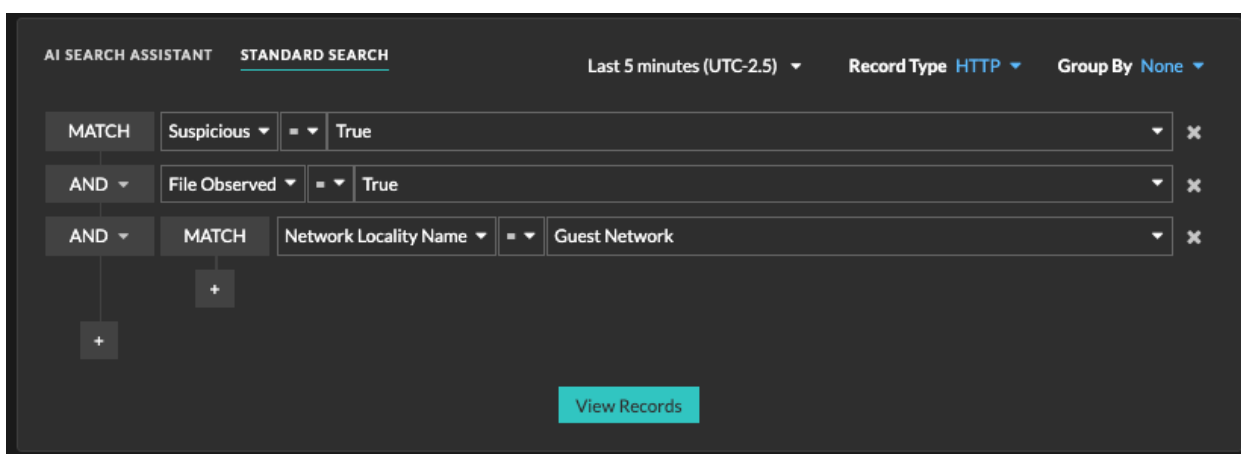 AI SEARCH ASSISTANT STANDARD SEARCH Last 5 minutes (UTC-2.5) Record Type HTTP Group By None
MATCH Suspicious = True
AND File Observed = True
AND MATCH Network Locality Name = Guest Network
+
+
View Records